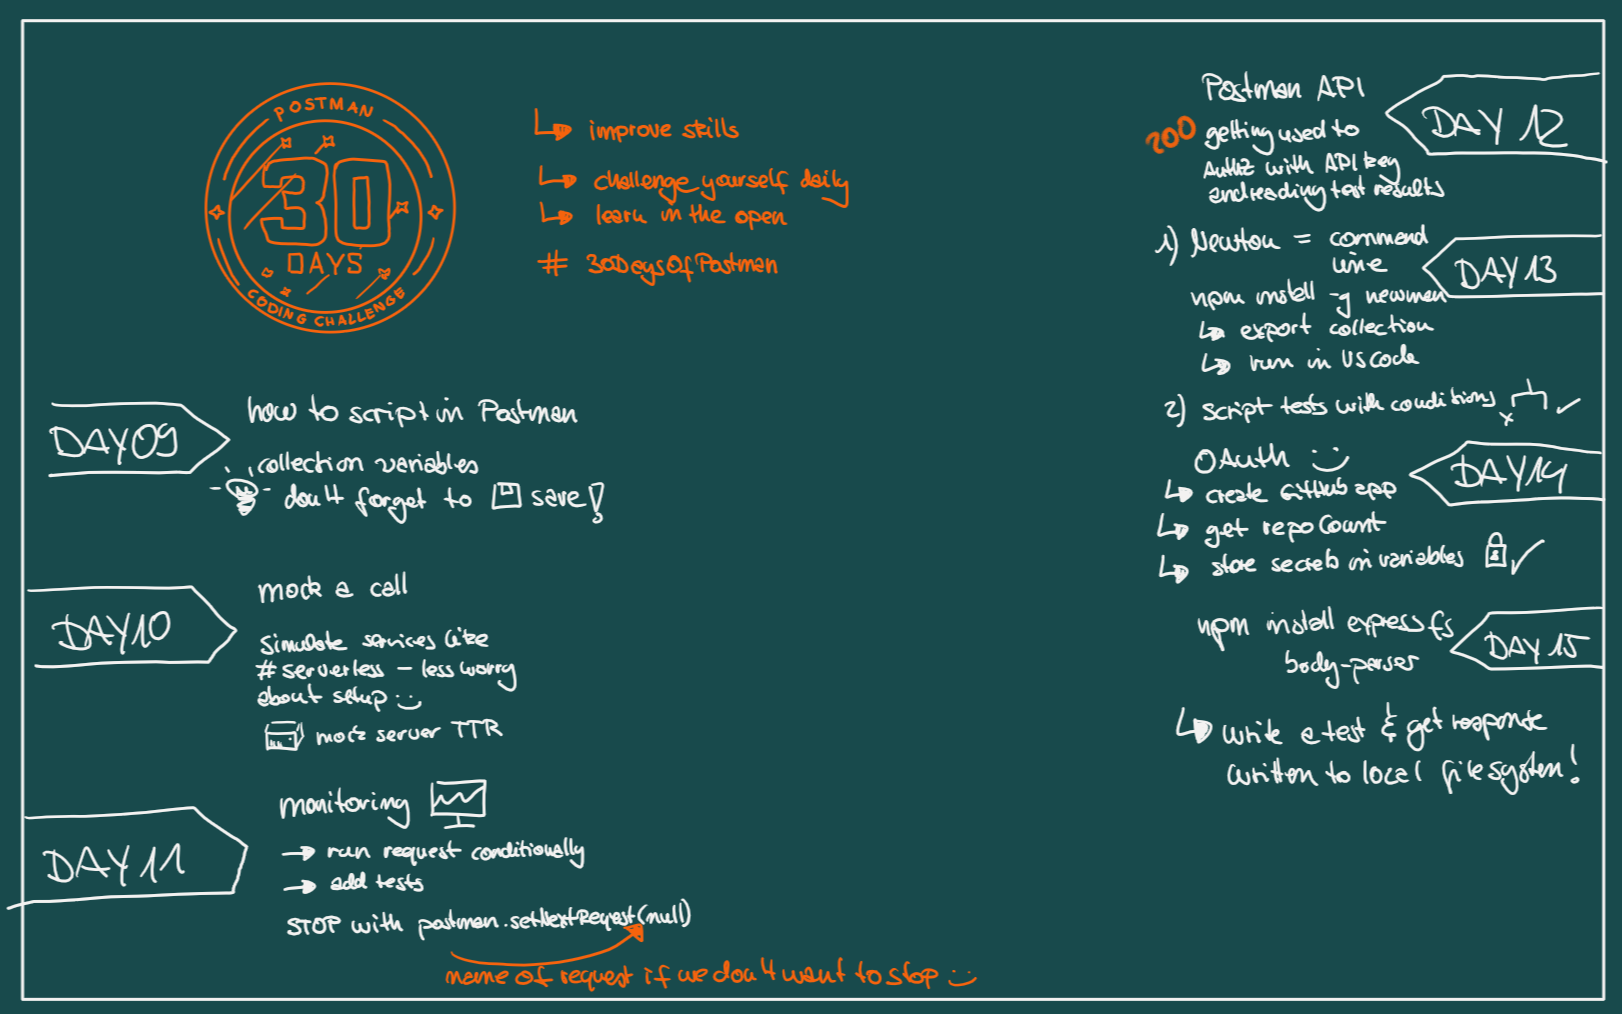 POSTMAN
30
DAYS
CODING CHALLENGE
improve skills
challenge yourself daily
learn in the open
# 30DaysOfPostman
DAY 09
how to script in Postman
collection variables
don't forget to save!
DAY 10
mock a call
simulate services like
#serverless - less worry
about setup :)
mock server TTR
DAY 11
monitoring
→ run request conditionally
→ add tests
STOP with postman.setNextRequest(null)
name of request if we don't want to stop :)
DAY 12
Postman API
200
getting used to
Authz with API key
and reading test results
DAY 13
1) Newton = command
line
npm install -g newman
export collection
run in VS code
2) script tests with conditions x ✓
DAY 14
OAuth :)
create GitHub app
get repo count
store secrets in variables ✓
DAY 15
npm install express fs
body-parser
write a test & get response
written to local filesystem!